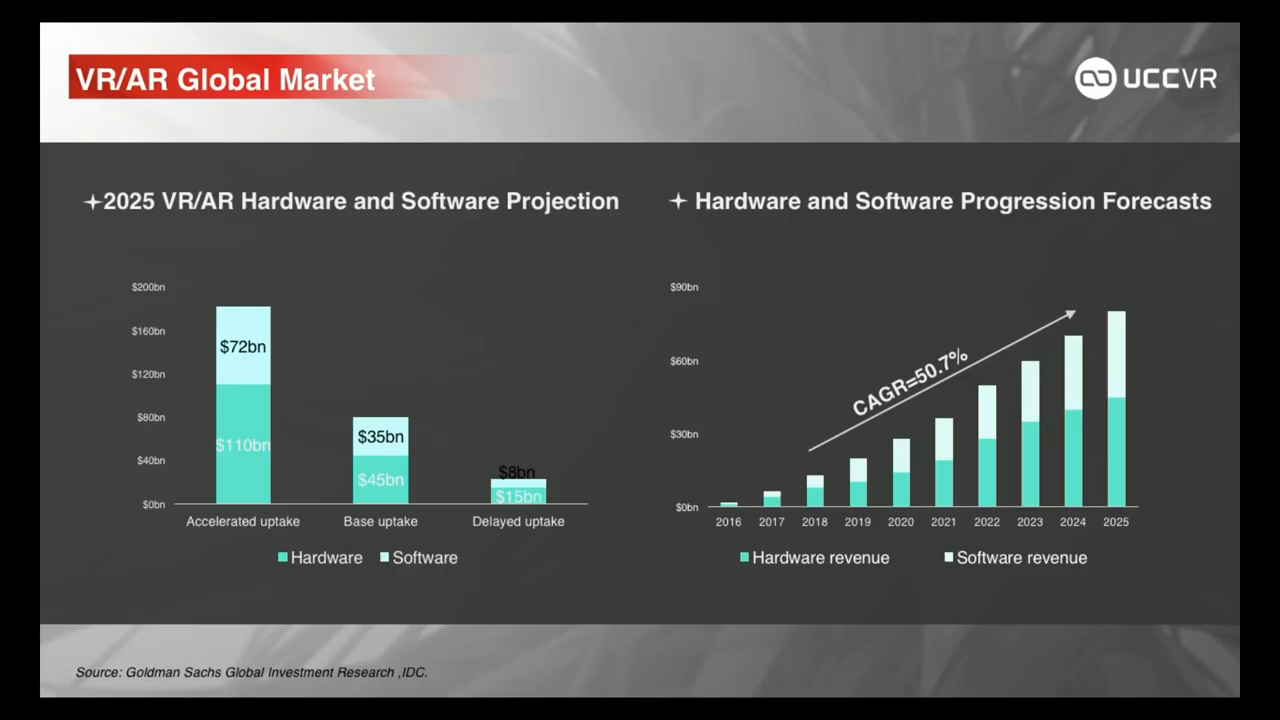 VR/AR Global Market
UCCVR
2025 VR/AR Hardware and Software Projection
$200bn
$160bn
$120bn
$80bn
$40bn
$0bn
$72bn
$110bn
$35bn
$45bn
$8bn
$15bn
Accelerated uptake
Base uptake
Delayed uptake
Hardware
Software
Hardware and Software Progression Forecasts
$90bn
$60bn
$30bn
$0bn
CAGR=50.7%
2016 2017 2018 2019 2020 2021 2022 2023 2024 2025
Hardware revenue
Software revenue
Source: Goldman Sachs Global Investment Research ,IDC.